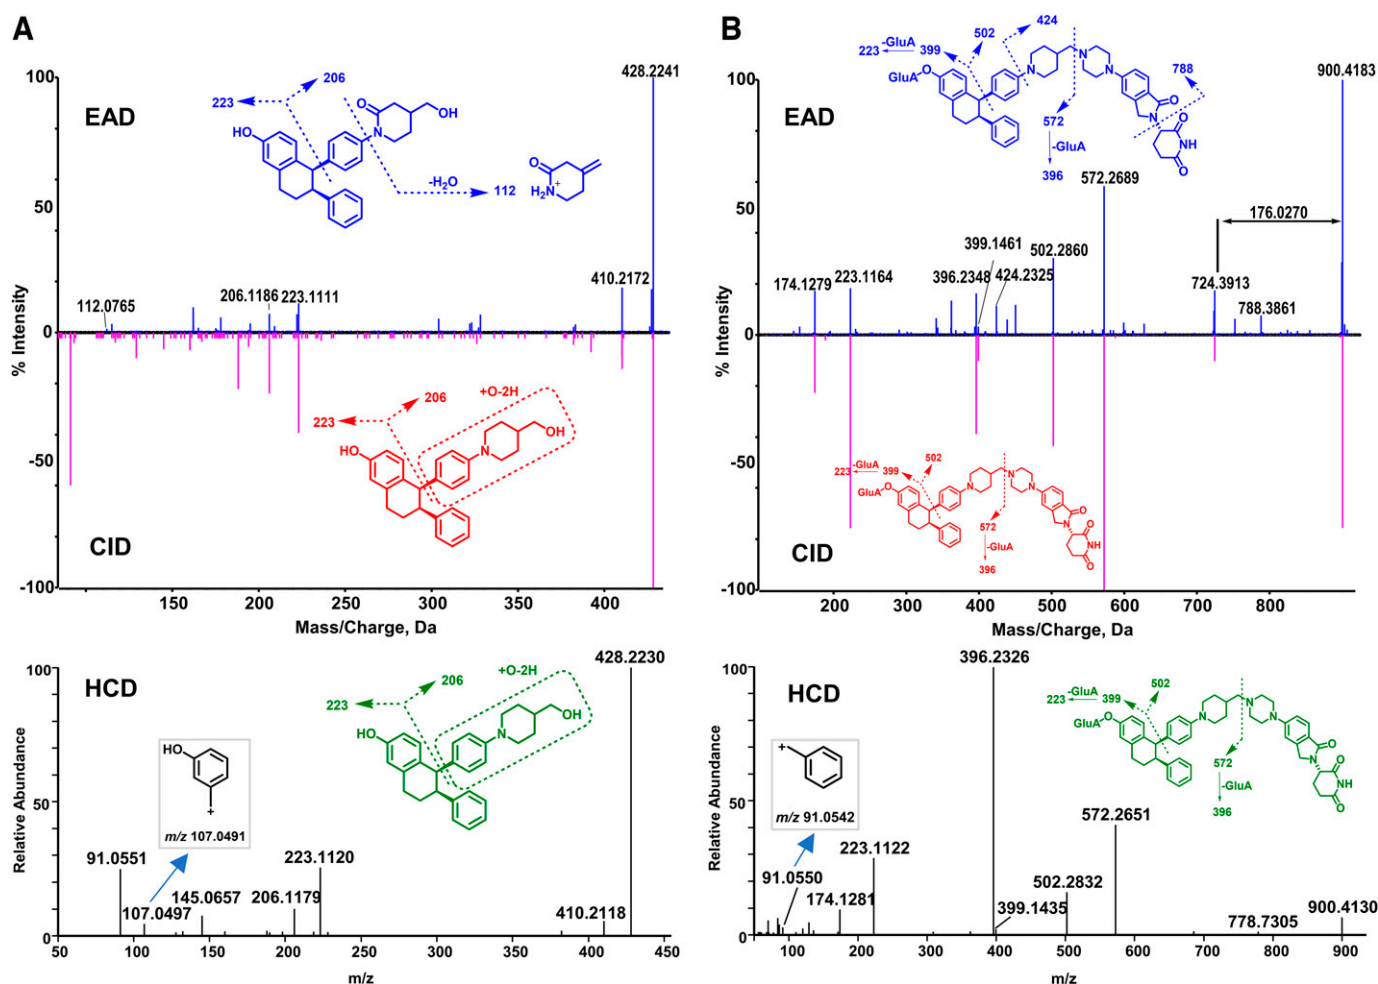 A
EAD
% Intensity
100
50
0
-50
-100
428.2241
410.2172
223.1111
206.1186
112.0765
206
223
HO
O
N
OH
-H₂O
112
O
H₂N
+
CID
223
206
+O-2H
HO
N
OH
150
200
250
300
350
400
Mass/Charge, Da
HCD
Relative Abundance
100
50
0
428.2230
410.2118
223.1120
206.1179
145.0657
107.0497
91.0551
HO
+
m/z 107.0491
223
206
+O-2H
HO
N
OH
50
100
150
200
250
300
350
400
450
m/z
B
EAD
% Intensity
100
50
0
-50
-100
900.4183
176.0270
724.3913
788.3861
572.2689
502.2860
399.1461
424.2325
396.2348
223.1164
174.1279
223
-GluA
399
502
424
788
GluA
O
N
N
N
O
N
O
NH
O
572
-GluA
396
CID
223
-GluA
399
502
GluA
O
N
N
N
O
N
O
NH
O
572
-GluA
396
200
300
400
500
600
700
800
Mass/Charge, Da
HCD
Relative Abundance
100
50
0
396.2326
572.2651
502.2832
399.1435
223.1122
174.1281
91.0550
778.7305
900.4130
+
m/z 91.0542
223
-GluA
399
502
GluA
O
N
N
N
O
N
O
NH
O
572
-GluA
396
100
200
300
400
500
600
700
800
900
m/z